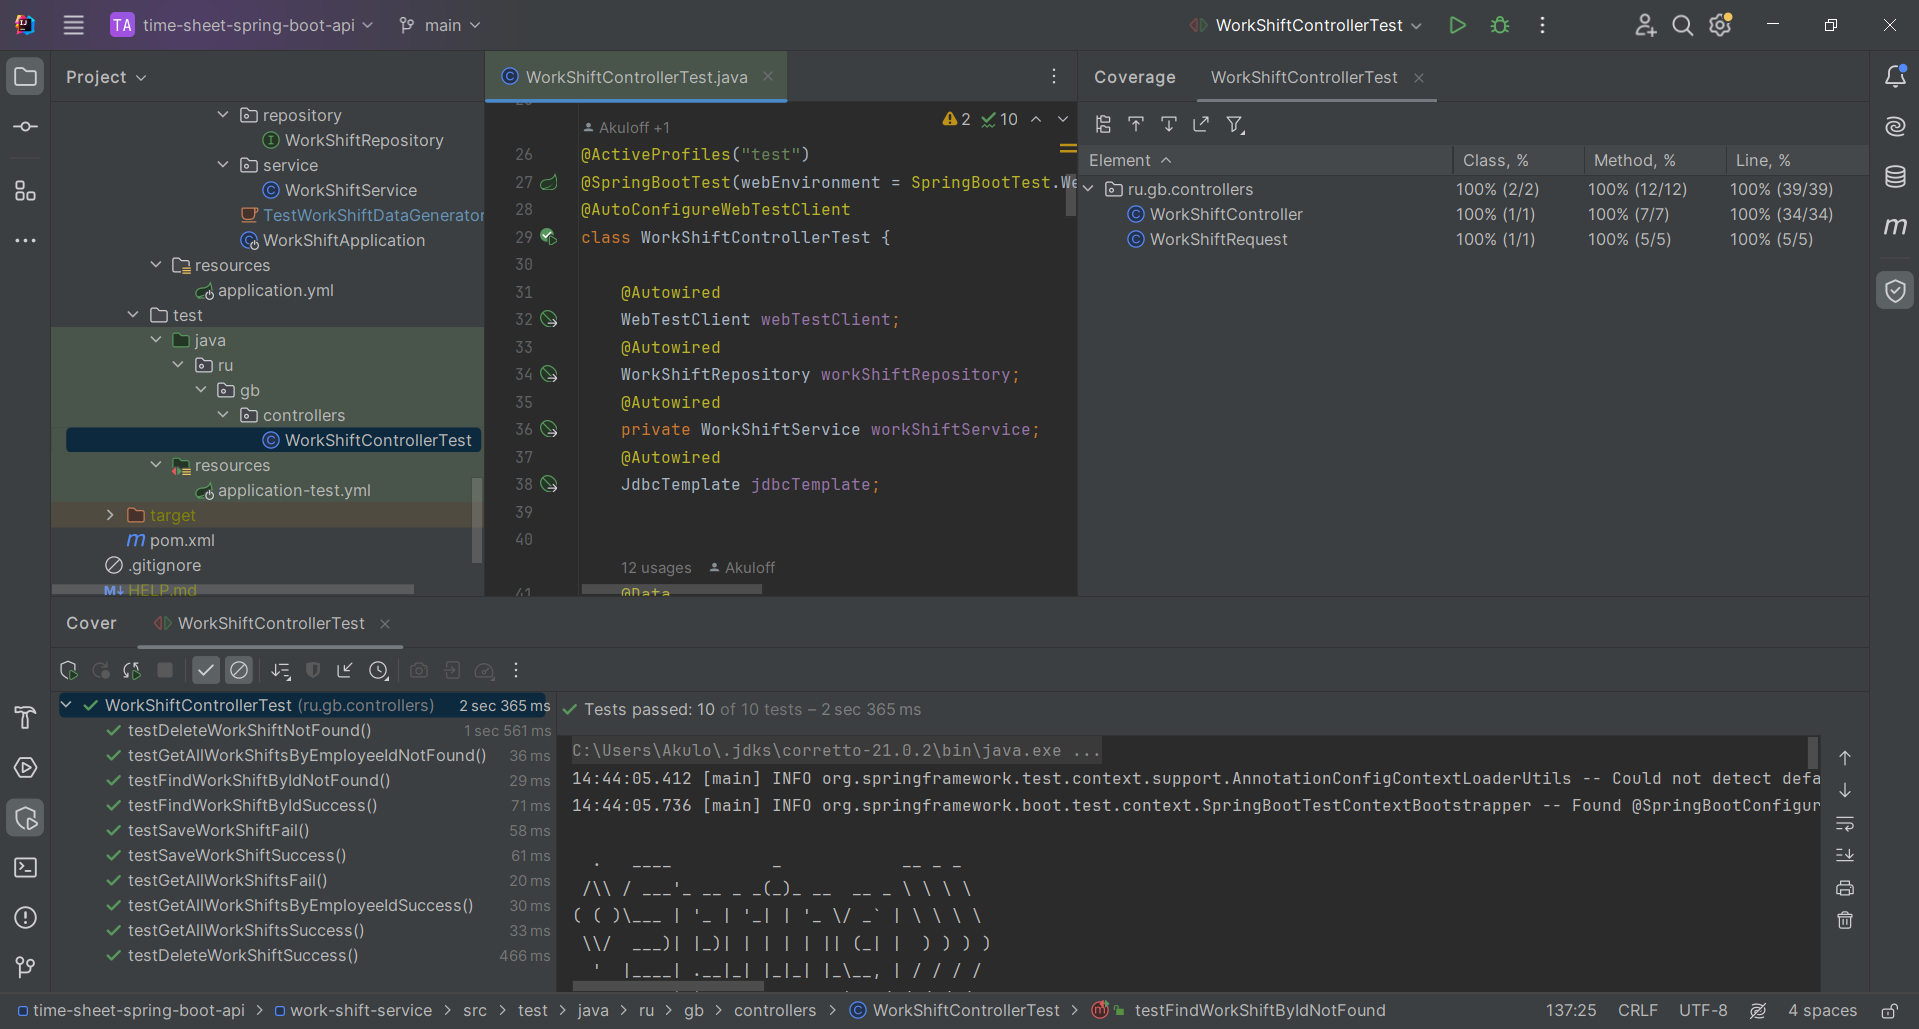 TA time-sheet-spring-boot-api main WorkShiftControllerTest
Project
repository
WorkShiftRepository
service
WorkShiftService
TestWorkShiftDataGenerator
WorkShiftApplication
resources
application.yml
test
java
ru
gb
controllers
WorkShiftControllerTest
resources
application-test.yml
target
m pom.xml
.gitignore
M↓ HELP.md
WorkShiftControllerTest.java
2 10
Akuloff +1
26 @ActiveProfiles("test")
27 @SpringBootTest(webEnvironment = SpringBootTest.We
28 @AutoConfigureWebTestClient
29 class WorkShiftControllerTest {
30
31 @Autowired
32 WebTestClient webTestClient;
33 @Autowired
34 WorkShiftRepository workShiftRepository;
35 @Autowired
36 private WorkShiftService workShiftService;
37 @Autowired
38 JdbcTemplate jdbcTemplate;
39
40
12 usages Akuloff
41 @Data
Coverage WorkShiftControllerTest
Element Class, % Method, % Line, %
ru.gb.controllers 100% (2/2) 100% (12/12) 100% (39/39)
WorkShiftController 100% (1/1) 100% (7/7) 100% (34/34)
WorkShiftRequest 100% (1/1) 100% (5/5) 100% (5/5)
Cover WorkShiftControllerTest
WorkShiftControllerTest (ru.gb.controllers) 2 sec 365 ms
testDeleteWorkShiftNotFound() 1 sec 561 ms
testGetAllWorkShiftsByEmployeeIdNotFound() 36 ms
testFindWorkShiftByIdNotFound() 29 ms
testFindWorkShiftByIdSuccess() 71 ms
testSaveWorkShiftFail() 58 ms
testSaveWorkShiftSuccess() 61 ms
testGetAllWorkShiftsFail() 20 ms
testGetAllWorkShiftsByEmployeeIdSuccess() 30 ms
testGetAllWorkShiftsSuccess() 33 ms
testDeleteWorkShiftSuccess() 466 ms
Tests passed: 10 of 10 tests – 2 sec 365 ms
C:\Users\Akulo\.jdks\corretto-21.0.2\bin\java.exe ...
14:44:05.412 [main] INFO org.springframework.test.context.support.AnnotationConfigContextLoaderUtils -- Could not detect defa
14:44:05.736 [main] INFO org.springframework.boot.test.context.SpringBootTestContextBootstrapper -- Found @SpringBootConfigur
time-sheet-spring-boot-api > work-shift-service > src > test > java > ru > gb > controllers > WorkShiftControllerTest > testFindWorkShiftByIdNotFound 137:25 CRLF UTF-8 4 spaces